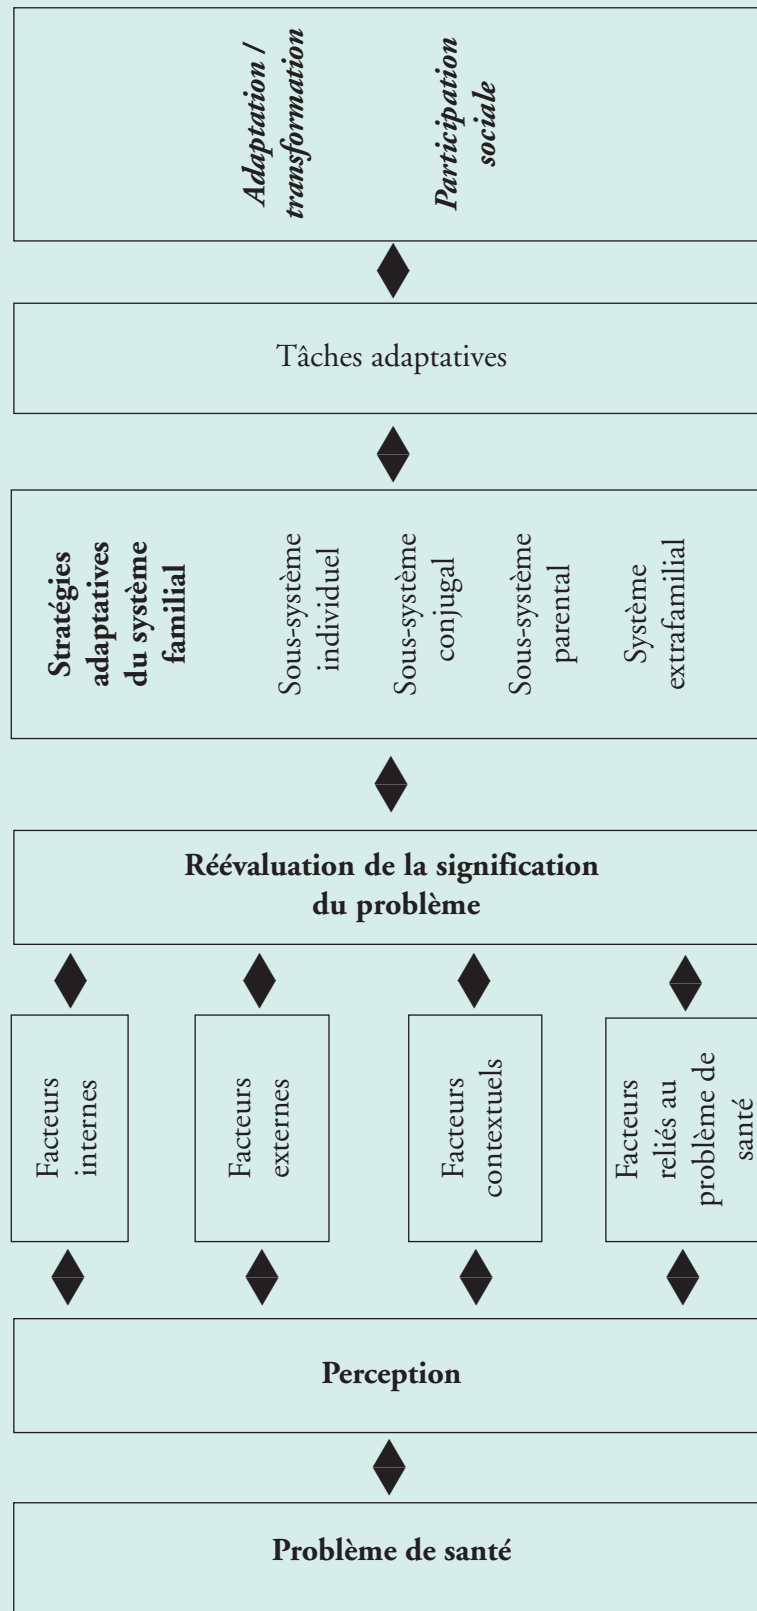 Adaptation /
transformation
Participation
sociale
Tâches adaptatives
Stratégies
adaptatives
du système
familial
Sous-système
individuel
Sous-système
conjugal
Sous-système
parental
Système
extrafamilial
Réévaluation de la signification
du problème
Facteurs
internes
Facteurs
externes
Facteurs
contextuels
Facteurs
reliés au
problème de
santé
Perception
Problème de santé